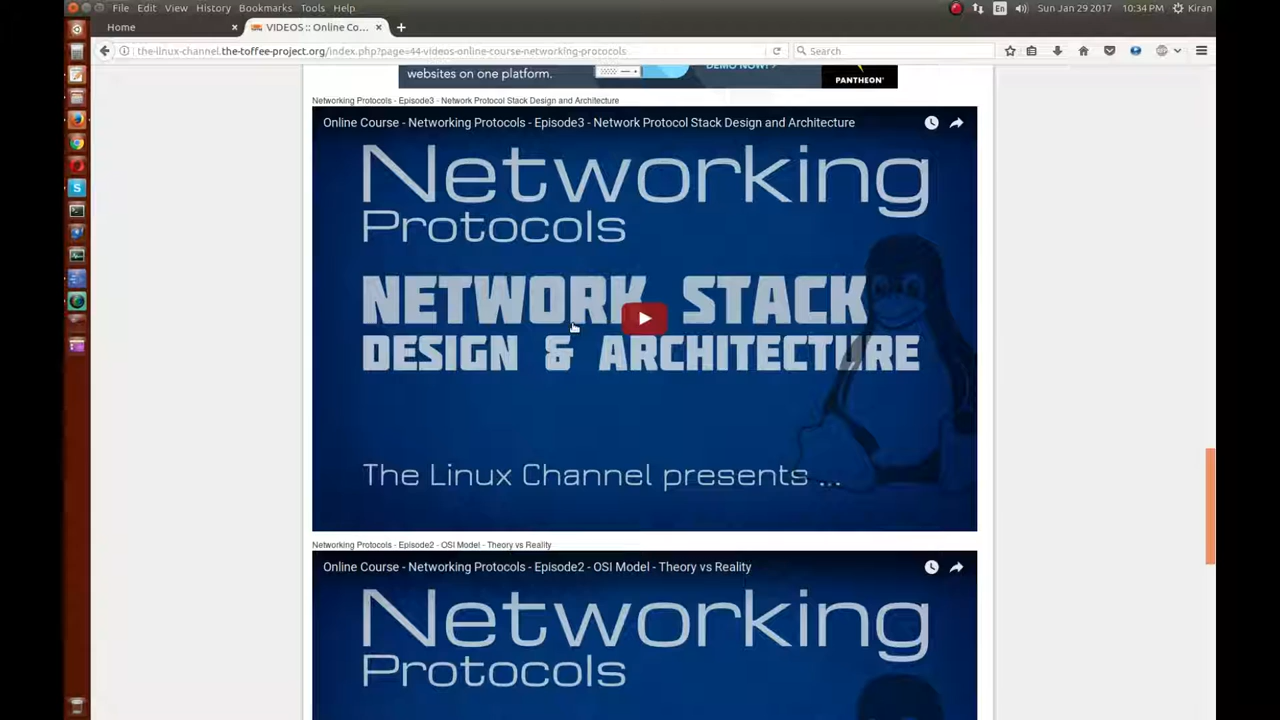 File Edit View History Bookmarks Tools Help
En Sun Jan 29 2017 10:34 PM Kiran
Home
VIDEOS :: Online Co...
the-linux-channel.the-toffee-project.org/index.php?page=44-videos-online-course-networking-protocols
Search
websites on one platform.
DEMO NOW!
PANTHEON
Networking Protocols - Episode3 - Network Protocol Stack Design and Architecture
Online Course - Networking Protocols - Episode3 - Network Protocol Stack Design and Architecture
Networking
Protocols
NETWORK STACK
DESIGN & ARCHITECTURE
The Linux Channel presents ...
Networking Protocols - Episode2 - OSI Model - Theory vs Reality
Online Course - Networking Protocols - Episode2 - OSI Model - Theory vs Reality
Networking
Protocols